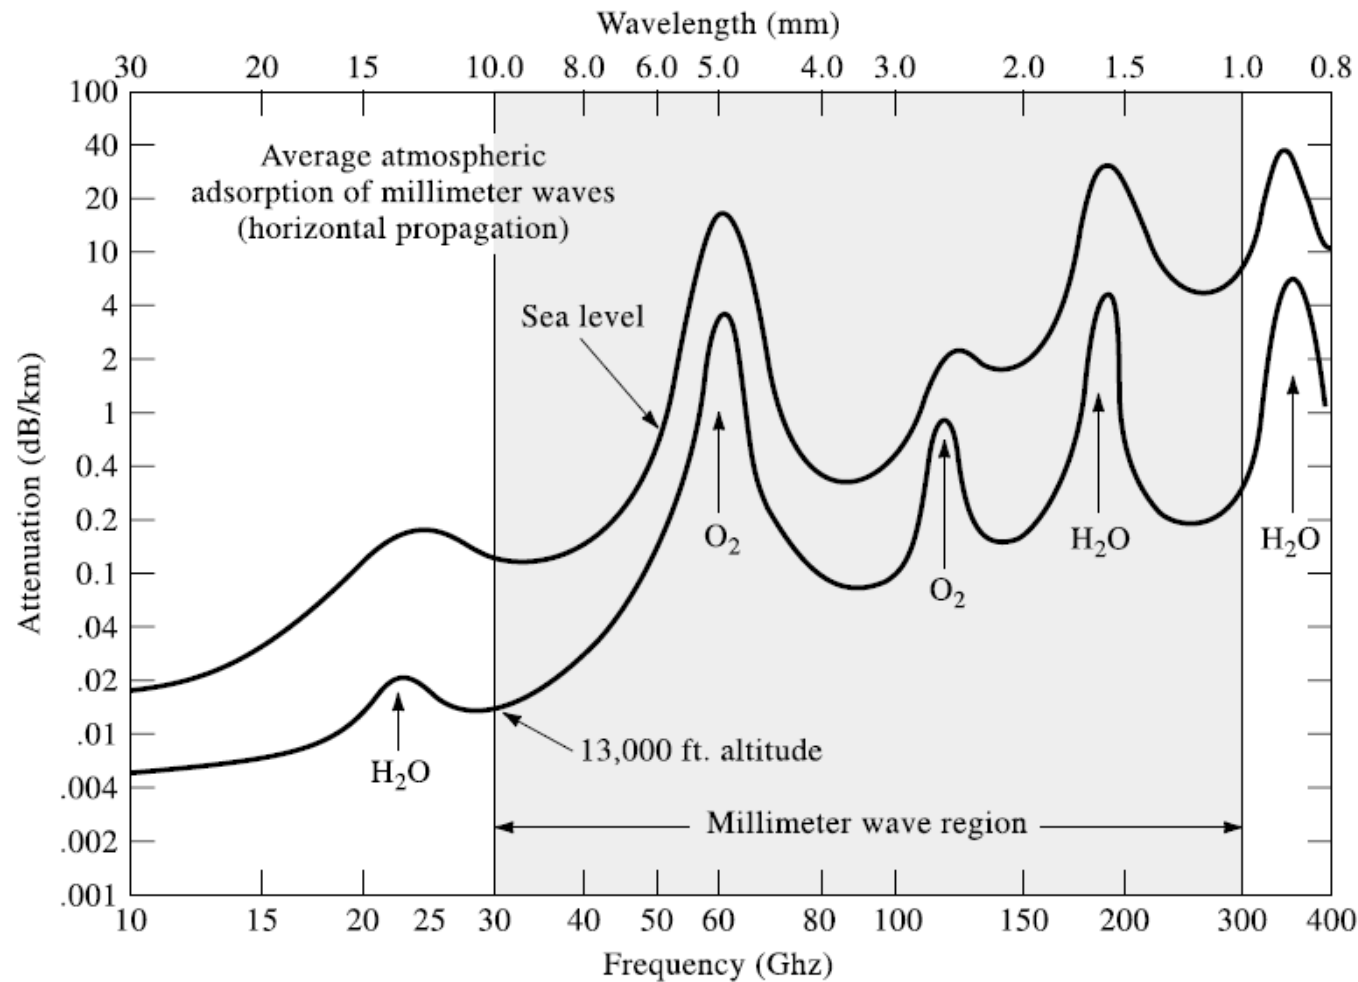 Wavelength (mm)
30 20 15 10.0 8.0 6.0 5.0 4.0 3.0 2.0 1.5 1.0 0.8
100
40
20
10
4
2
1
0.4
0.2
0.1
.04
.02
.01
.004
.002
.001
Attenuation (dB/km)
Average atmospheric
adsorption of millimeter waves
(horizontal propagation)
Sea level
O2
O2
H2O
H2O
H2O
13,000 ft. altitude
Millimeter wave region
10 15 20 25 30 40 50 60 80 100 150 200 300 400
Frequency (Ghz)